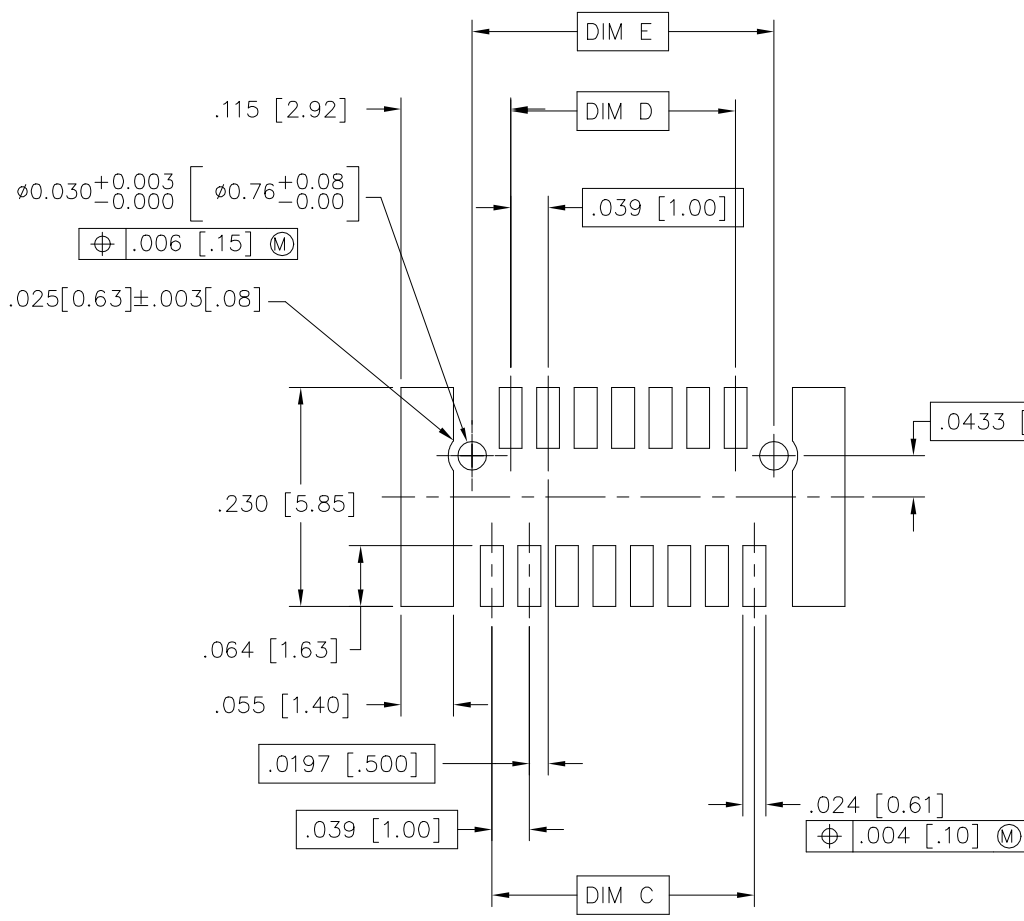 DIM E
DIM D
.115 [2.92]
⌀0.030+0.003 -0.000 [ ⌀0.76+0.08 -0.00 ]
⌖ .006 [.15] Ⓜ
.039 [1.00]
.025[0.63]±.003[.08]
.0433 [
.230 [5.85]
.064 [1.63]
.055 [1.40]
.0197 [.500]
.039 [1.00]
.024 [0.61]
⌖ .004 [.10] Ⓜ
DIM C